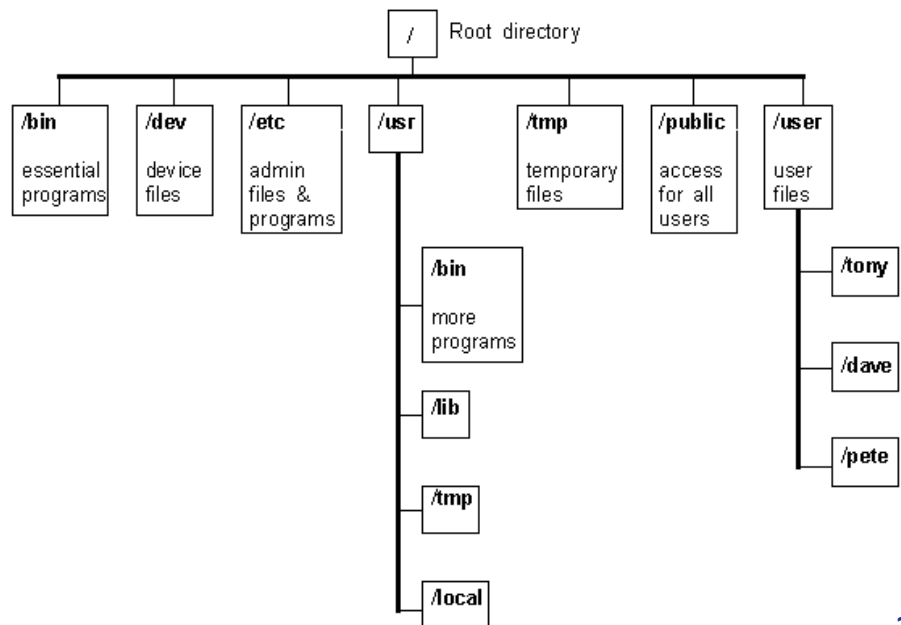 / Root directory
/bin
essential
programs
/dev
device
files
/etc
admin
files &
programs
/usr
/tmp
temporary
files
/public
access
for all
users
/user
user
files
/bin
more
programs
/lib
/tmp
/local
/tony
/dave
/pete